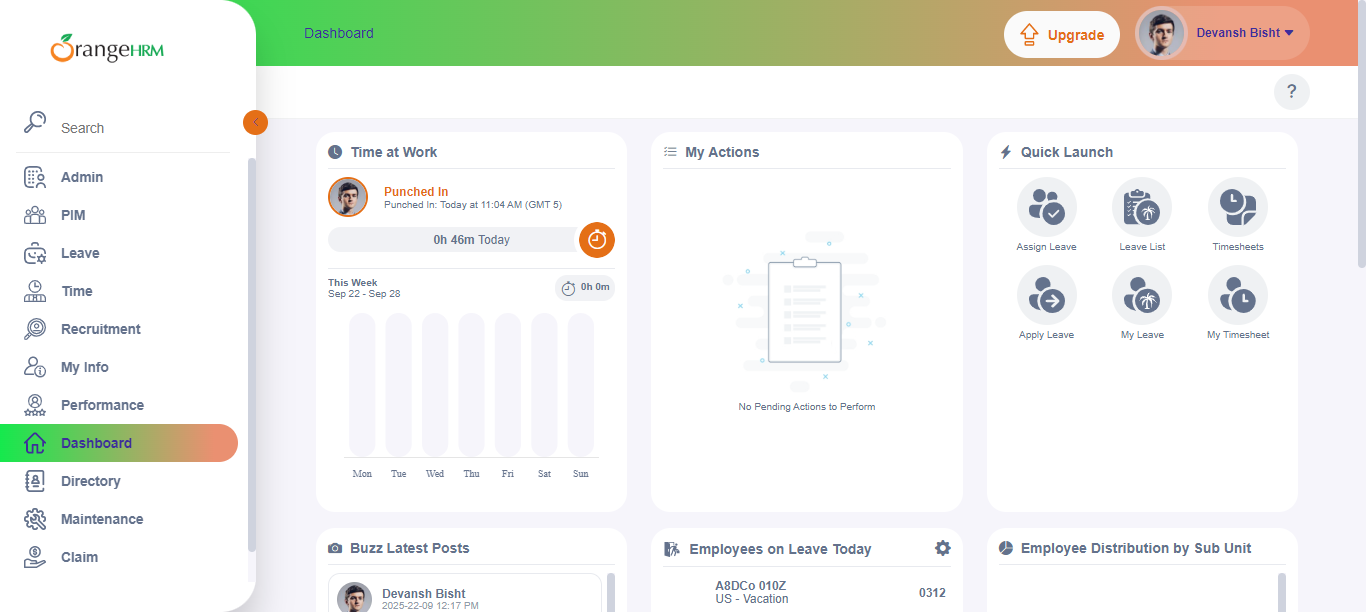 OrangeHRM
Search
Admin
PIM
Leave
Time
Recruitment
My Info
Performance
Dashboard
Directory
Maintenance
Claim
Dashboard
Upgrade
Devansh Bisht
?
Time at Work
Punched In
Punched In: Today at 11:04 AM (GMT 5)
0h 46m Today
This Week
Sep 22 - Sep 28
0h 0m
Mon Tue Wed Thu Fri Sat Sun
My Actions
No Pending Actions to Perform
Quick Launch
Assign Leave
Leave List
Timesheets
Apply Leave
My Leave
My Timesheet
Buzz Latest Posts
Devansh Bisht
2025-22-09 12:17 PM
Employees on Leave Today
A8DCo 010Z
US - Vacation
0312
Employee Distribution by Sub Unit